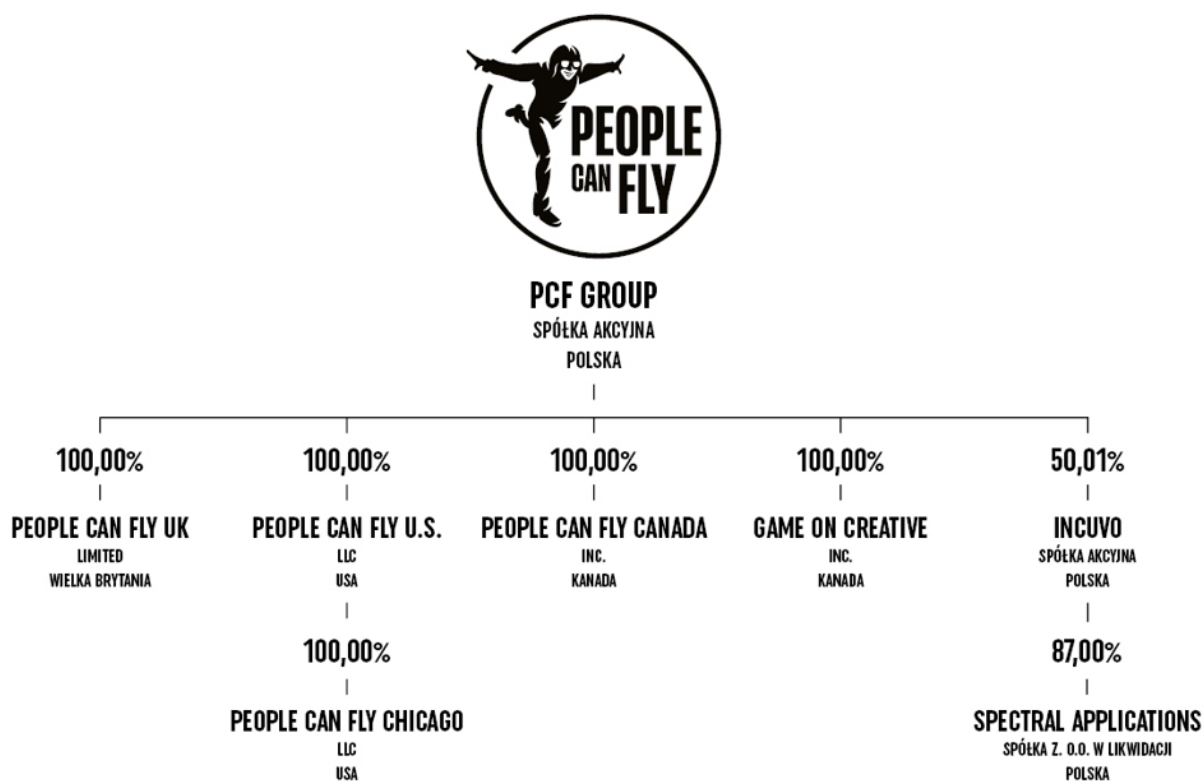 PEOPLE
CAN FLY
PCF GROUP
SPÓŁKA AKCYJNA
POLSKA
100,00% 100,00% 100,00% 100,00% 50,01%
PEOPLE CAN FLY UK PEOPLE CAN FLY U.S. PEOPLE CAN FLY CANADA GAME ON CREATIVE INCUVO
LIMITED LLC INC. INC. SPÓŁKA AKCYJNA
WIELKA BRYTANIA USA KANADA KANADA POLSKA
100,00% 87,00%
PEOPLE CAN FLY CHICAGO SPECTRAL APPLICATIONS
LLC SPÓŁKA Z. O.O. W LIKWIDACJI
USA POLSKA